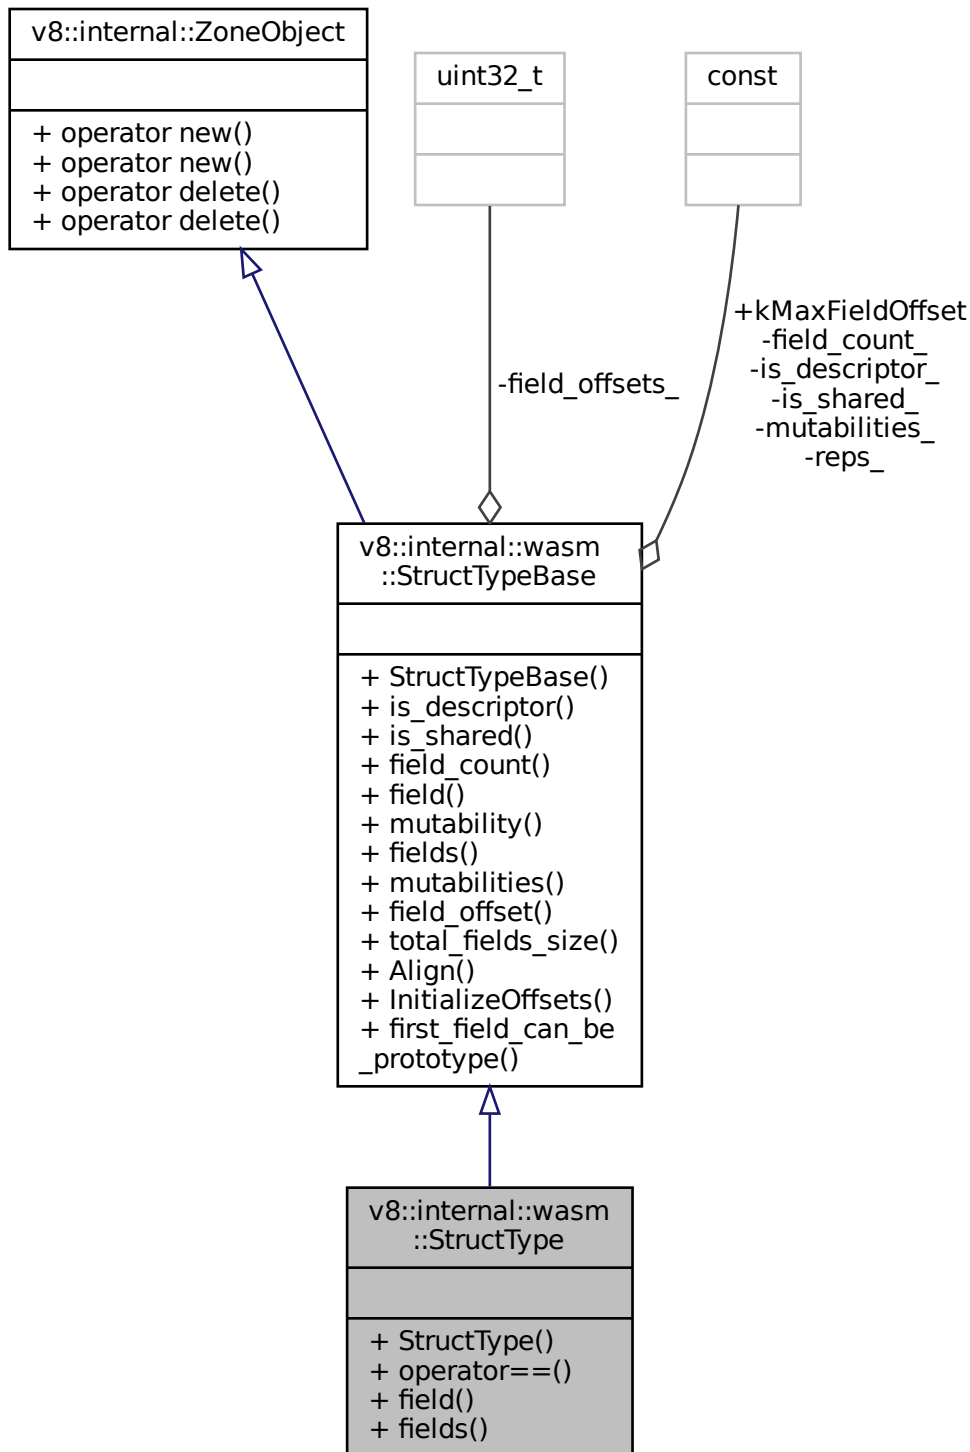 v8::internal::ZoneObject
+ operator new()
+ operator new()
+ operator delete()
+ operator delete()
uint32_t
const
-field_offsets_
+kMaxFieldOffset
-field_count_
-is_descriptor_
-is_shared_
-mutabilities_
-reps_
v8::internal::wasm
::StructTypeBase
+ StructTypeBase()
+ is_descriptor()
+ is_shared()
+ field_count()
+ field()
+ mutability()
+ fields()
+ mutabilities()
+ field_offset()
+ total_fields_size()
+ Align()
+ InitializeOffsets()
+ first_field_can_be
_prototype()
v8::internal::wasm
::StructType
+ StructType()
+ operator==()
+ field()
+ fields()